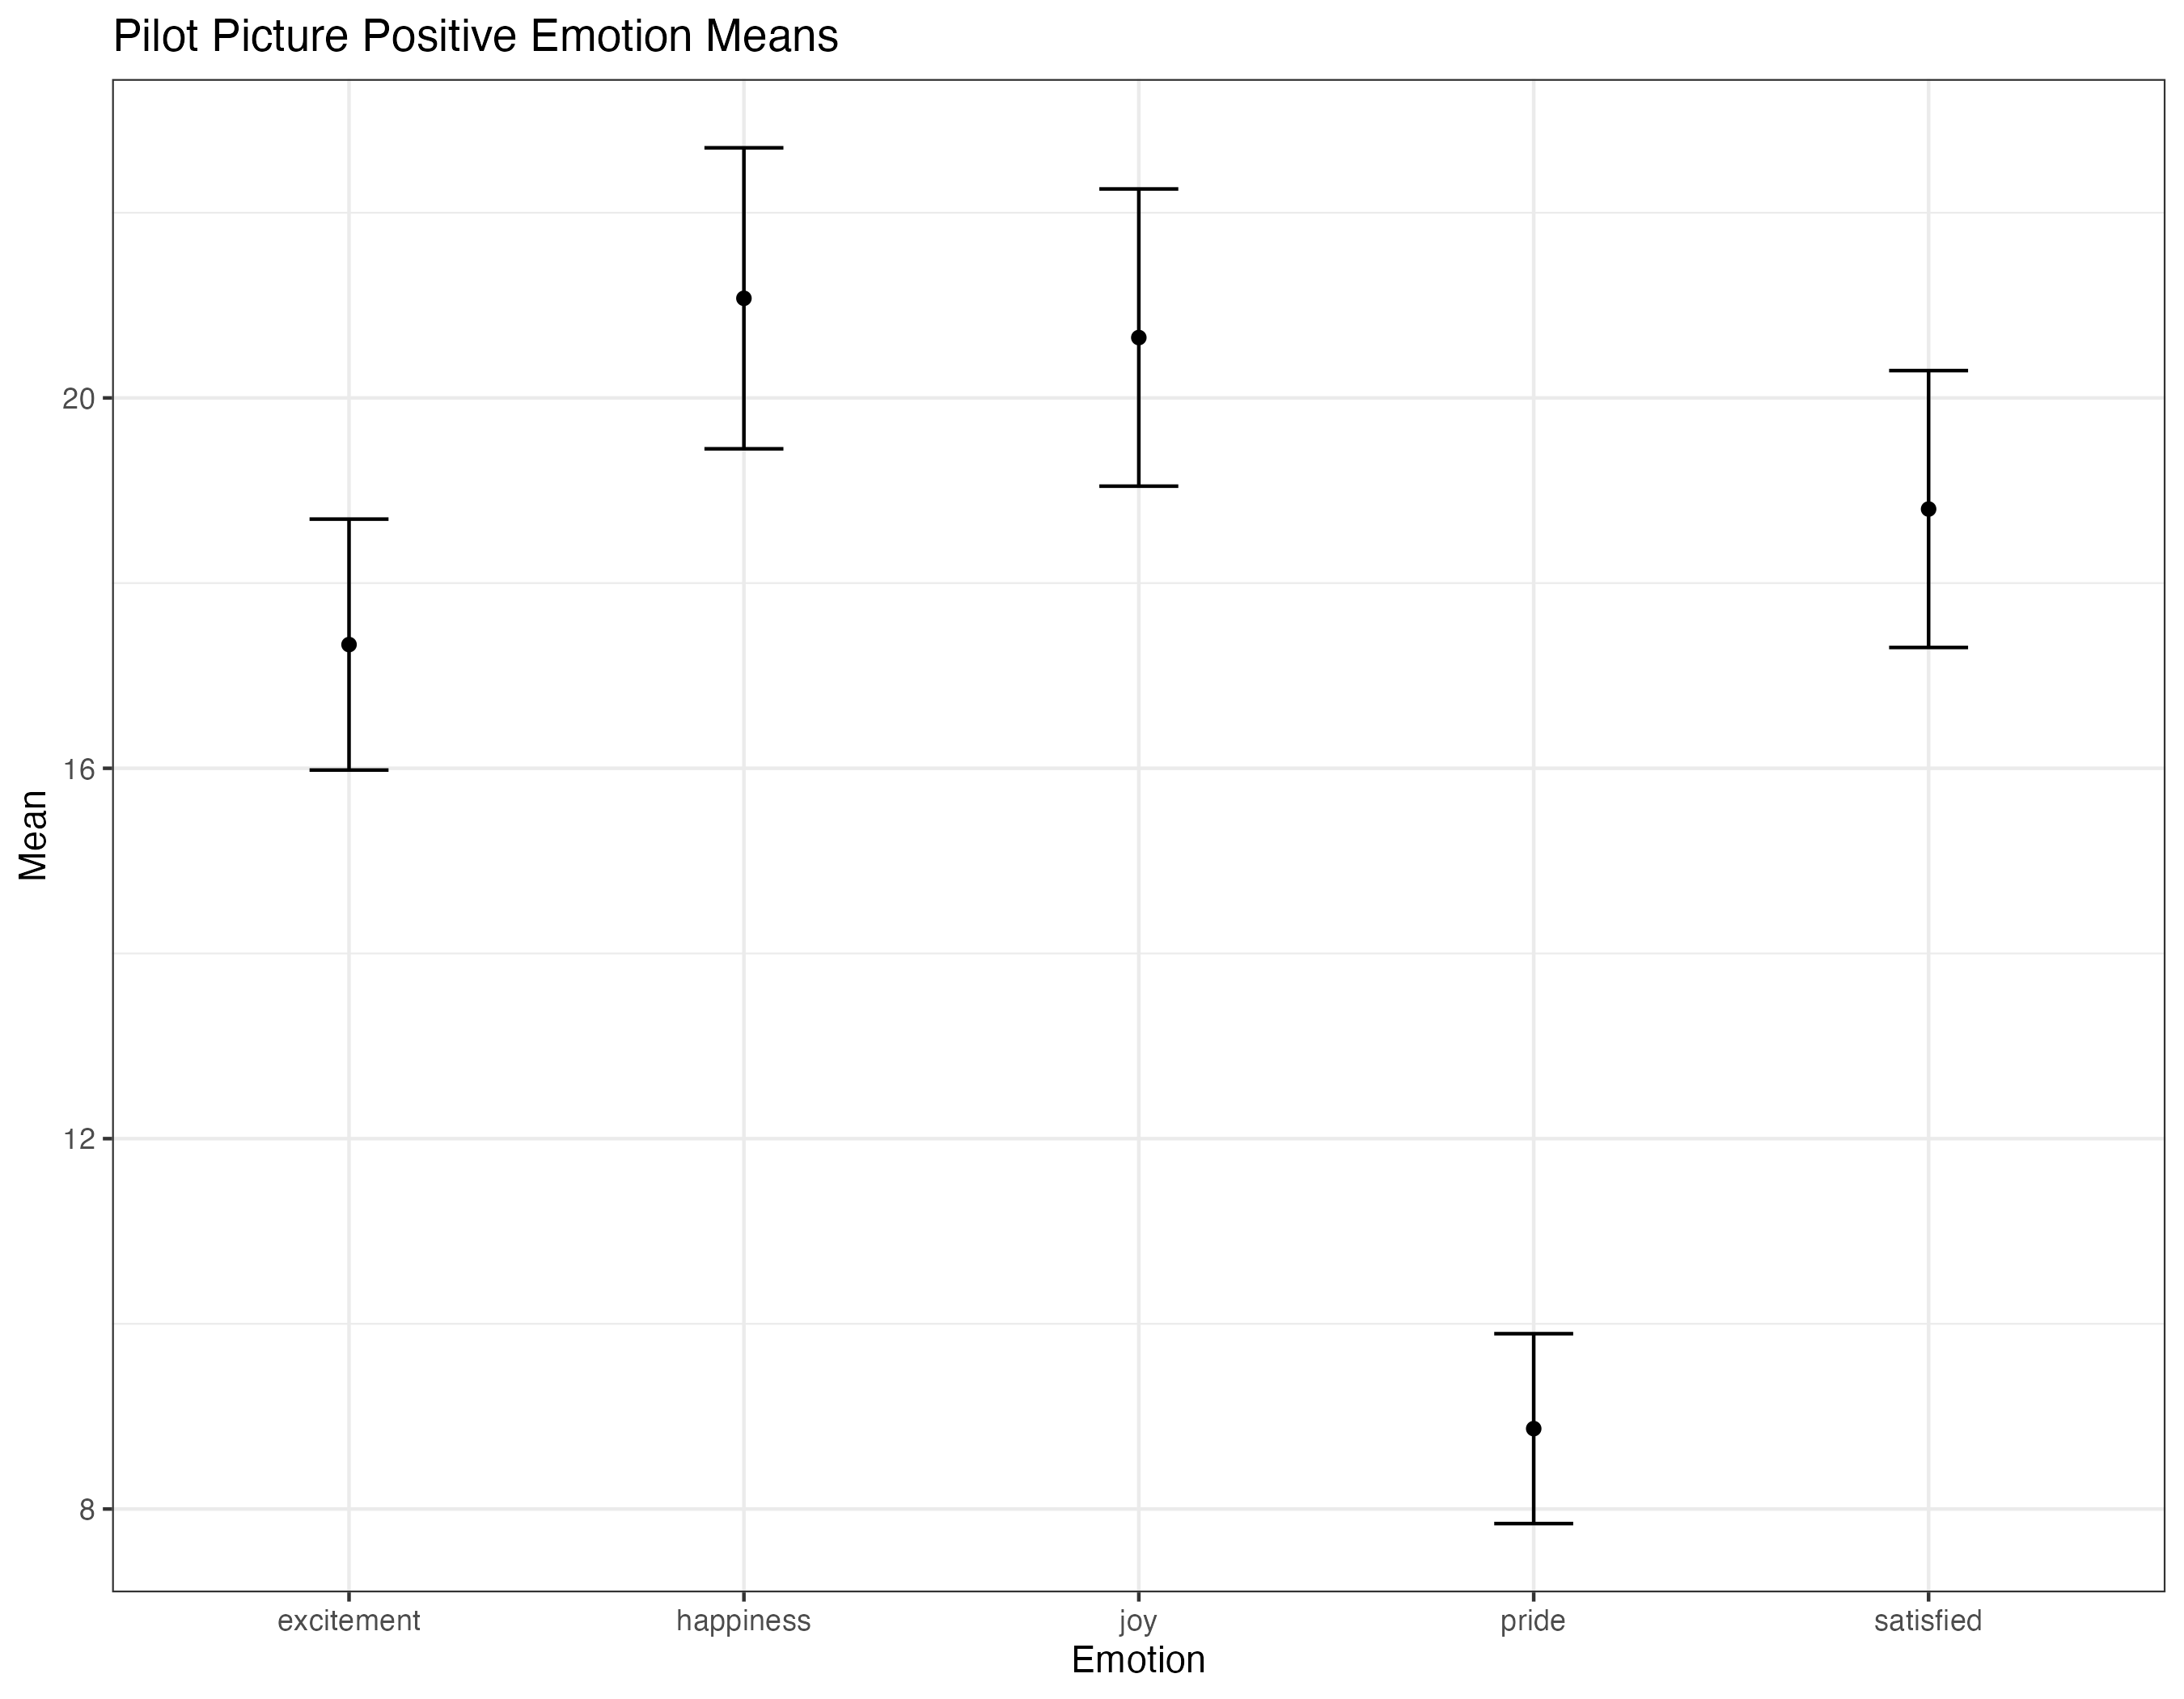 Pilot Picture Positive Emotion Means
Mean
20
16
12
8
excitement happiness joy pride satisfied
Emotion